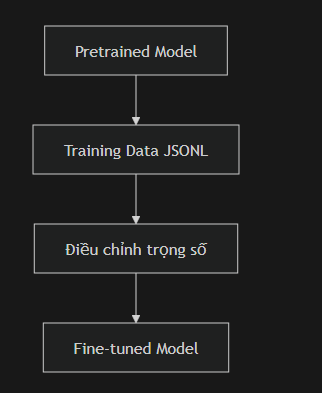 Pretrained Model
Training Data JSONL
Điều chỉnh trọng số
Fine-tuned Model